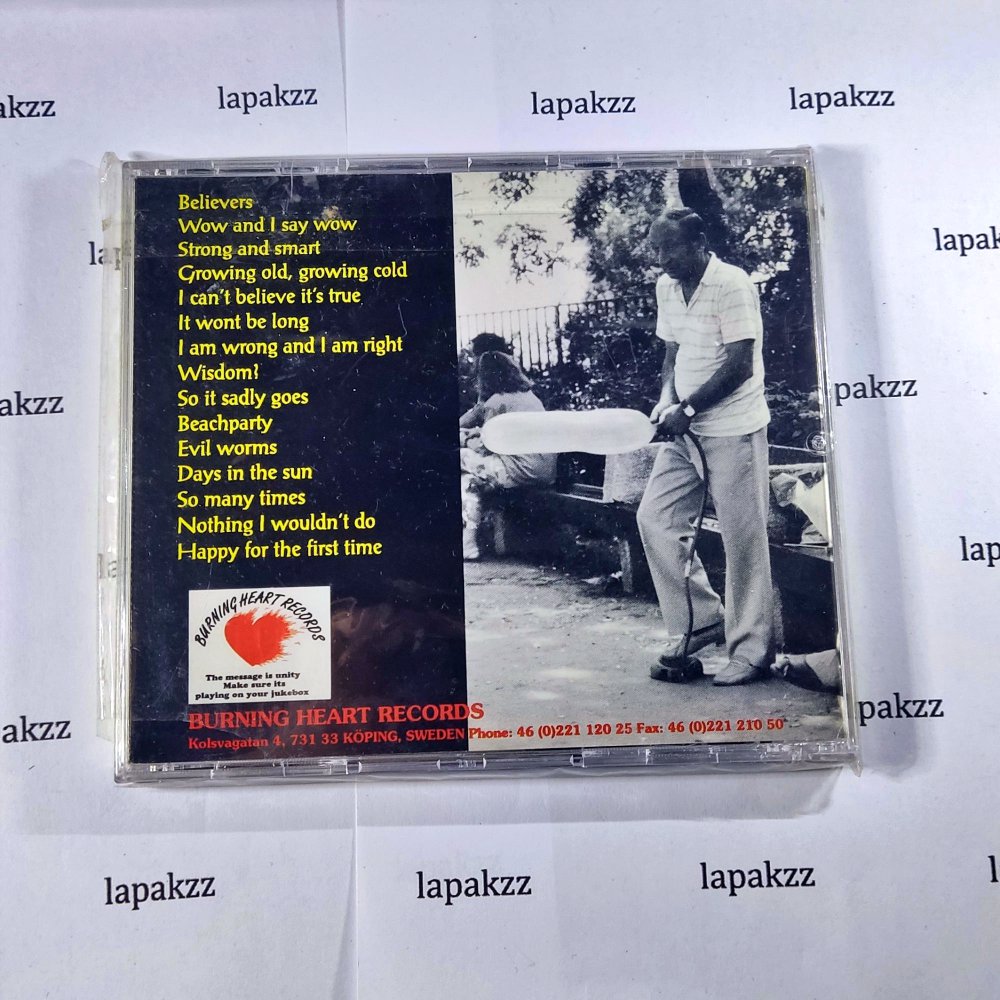 lapakzz
lapakzz
lapakzz
Believers
Wow and I say wow
Strong and smart
Growing old, growing cold
I can't believe it's true
It wont be long
I am wrong and I am right
Wisdom?
So it sadly goes
Beachparty
Evil worms
Days in the sun
So many times
Nothing I wouldn't do
Happy for the first time
BURNING HEART RECORDS
The message is unity
Make sure its
playing on your jukebox
BURNING HEART RECORDS
Kolsvagatan 4, 731 33 KÖPING, SWEDEN Phone: 46 (0)221 120 25 Fax: 46 (0)221 210 50
lapakzz
lapakzz
lapakzz